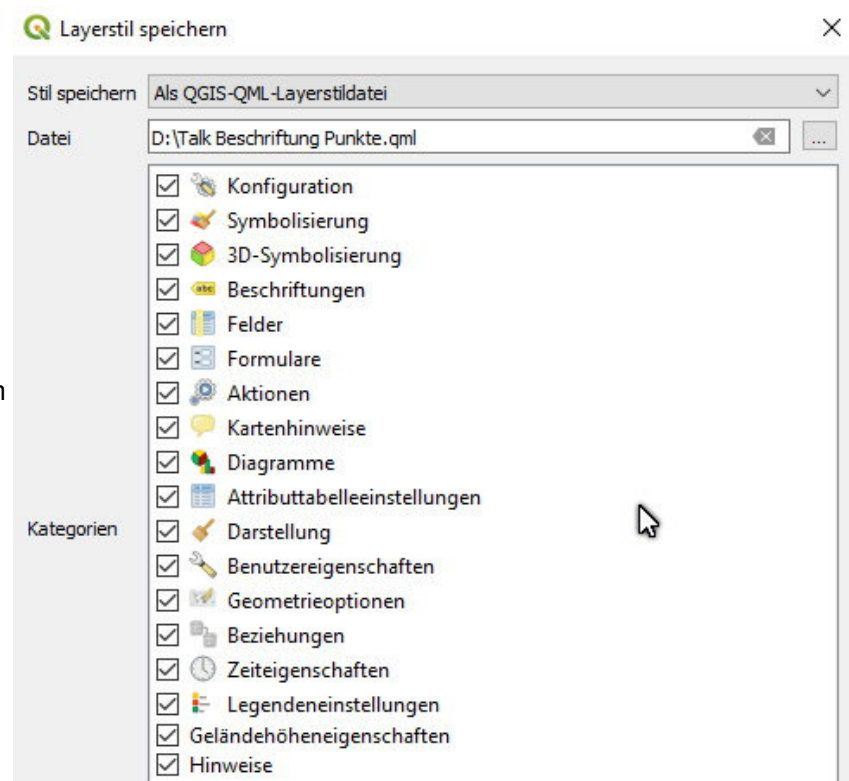 Layerstil speichern
Stil speichern Als QGIS-QML-Layerstildatei
Datei D:\Talk Beschriftung Punkte.qml ...
Konfiguration
Symbolisierung
3D-Symbolisierung
abc Beschriftungen
Felder
Formulare
n
Aktionen
Kartenhinweise
Diagramme
Attributtabelleeinstellungen
Kategorien
Darstellung
Benutzereigenschaften
Geometrieoptionen
Beziehungen
Zeiteigenschaften
Legendeneinstellungen
Geländehöheneigenschaften
Hinweise